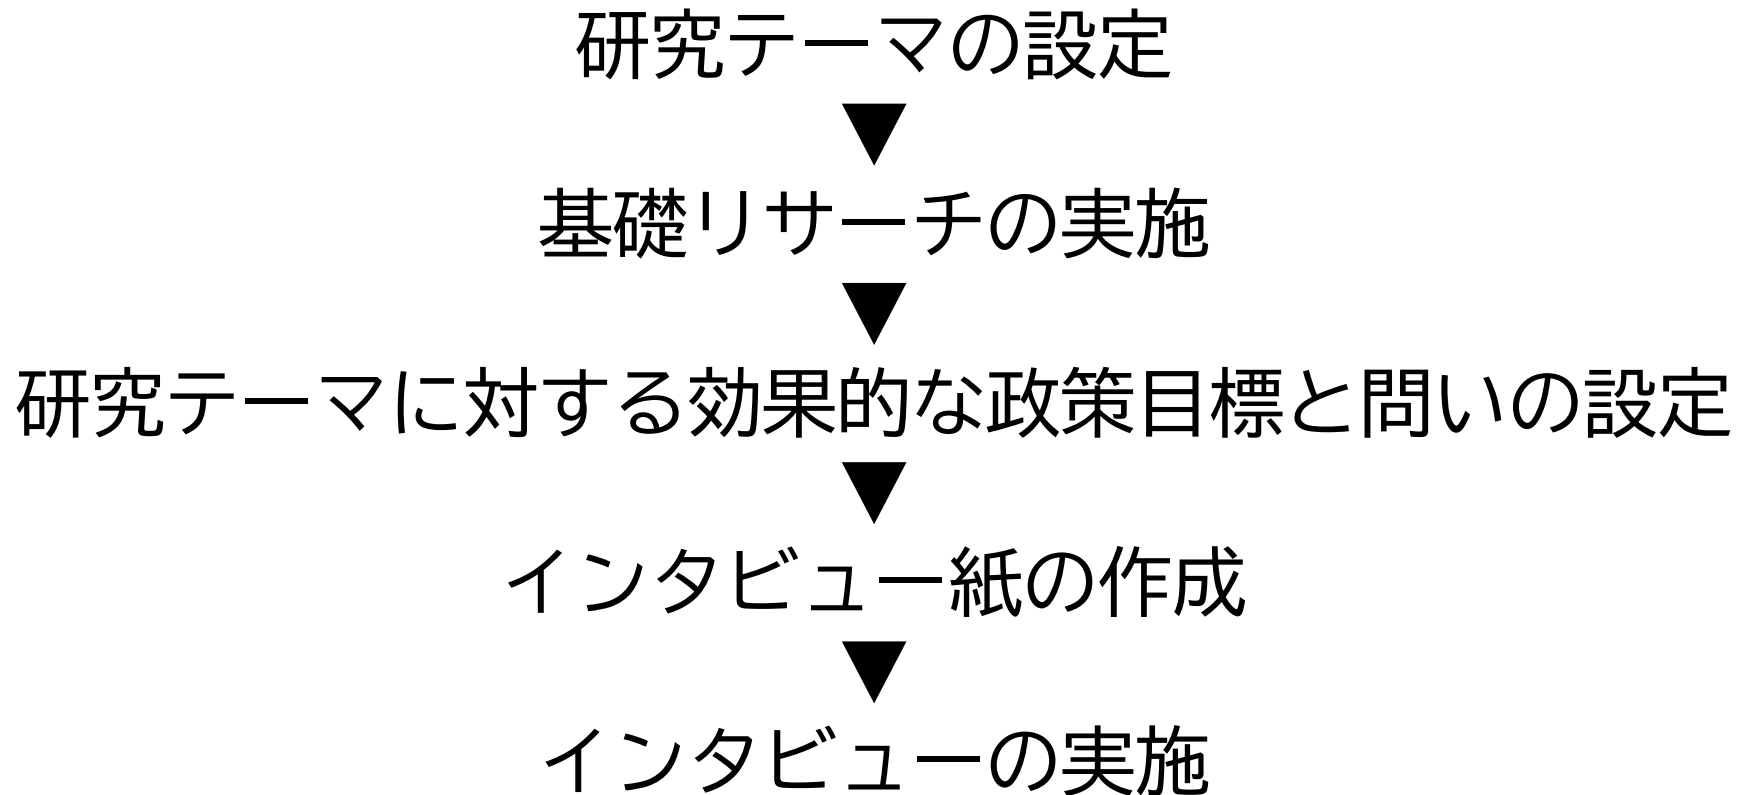 研究テーマの設定
▼
基礎リサーチの実施
▼
研究テーマに対する効果的な政策目標と問いの設定
▼
インタビュー紙の作成
▼
インタビューの実施